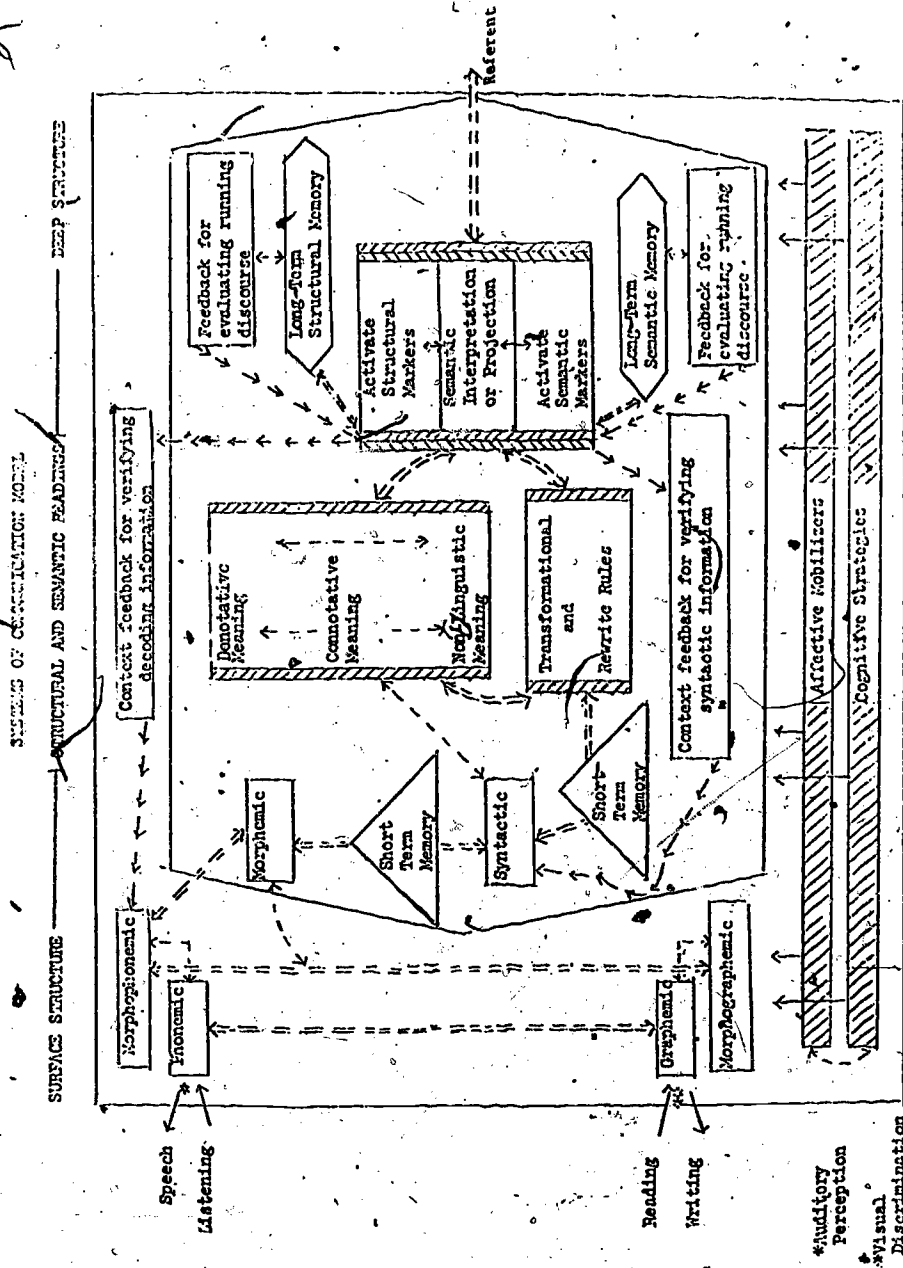 SYSTEMS OF COMMUNICATION MODEL
SURFACE STRUCTURE STRUCTURAL AND SEMANTIC READINGS DEEP STRUCTURE
Speech
Listening
Reading
Writing
*Auditory
Perception
**Visual
Discrimination
Morphophonemic
Phonemic
*
Graphemic
**
Morphographemic
Context feedback for verifying
decoding information
Morphemic
Short
Term
Memory
Syntactic
Short
Term
Memory
Denotative
Meaning
Connotative
Meaning
Non-Linguistic
Meaning
Transformational
and
Rewrite Rules
Context feedback for verifying
syntactic information
Feedback for
evaluating running
discourse
Long-Term
Structural Memory
Activate
Structural
Markers
Semantic
Interpretation
or Projection
Activate
Semantic
Markers
Long-Term
Semantic Memory
Feedback for
evaluating running
discourse.
Referent
Affective Mobilizers
Cognitive Strategies